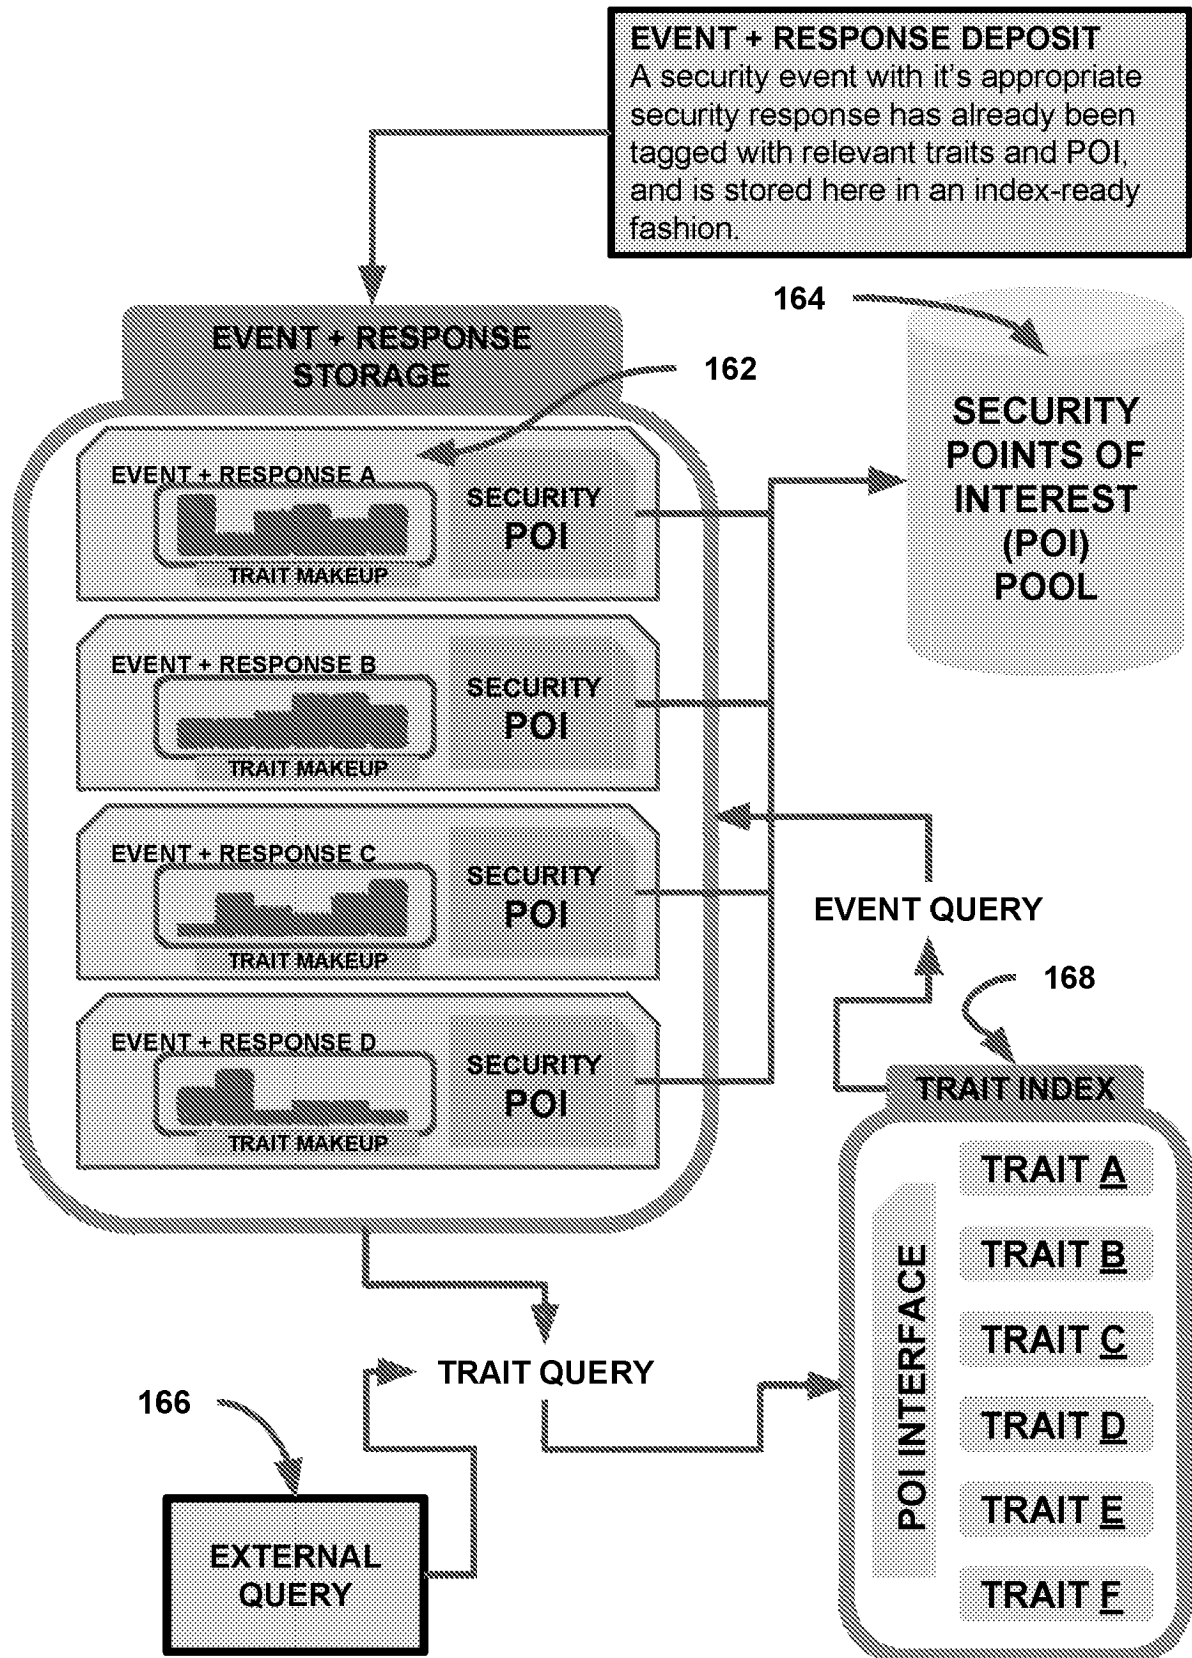 EVENT + RESPONSE DEPOSIT
A security event with it's appropriate
security response has already been
tagged with relevant traits and POI,
and is stored here in an index-ready
fashion.
164
EVENT + RESPONSE
STORAGE
162
SECURITY
POINTS OF
INTEREST
(POI)
POOL
EVENT + RESPONSE A
TRAIT MAKEUP
SECURITY
POI
EVENT + RESPONSE B
TRAIT MAKEUP
SECURITY
POI
EVENT + RESPONSE C
TRAIT MAKEUP
SECURITY
POI
EVENT + RESPONSE D
TRAIT MAKEUP
SECURITY
POI
EVENT QUERY
168
TRAIT INDEX
POI INTERFACE
TRAIT A
TRAIT B
TRAIT C
TRAIT D
TRAIT E
TRAIT F
TRAIT QUERY
166
EXTERNAL
QUERY